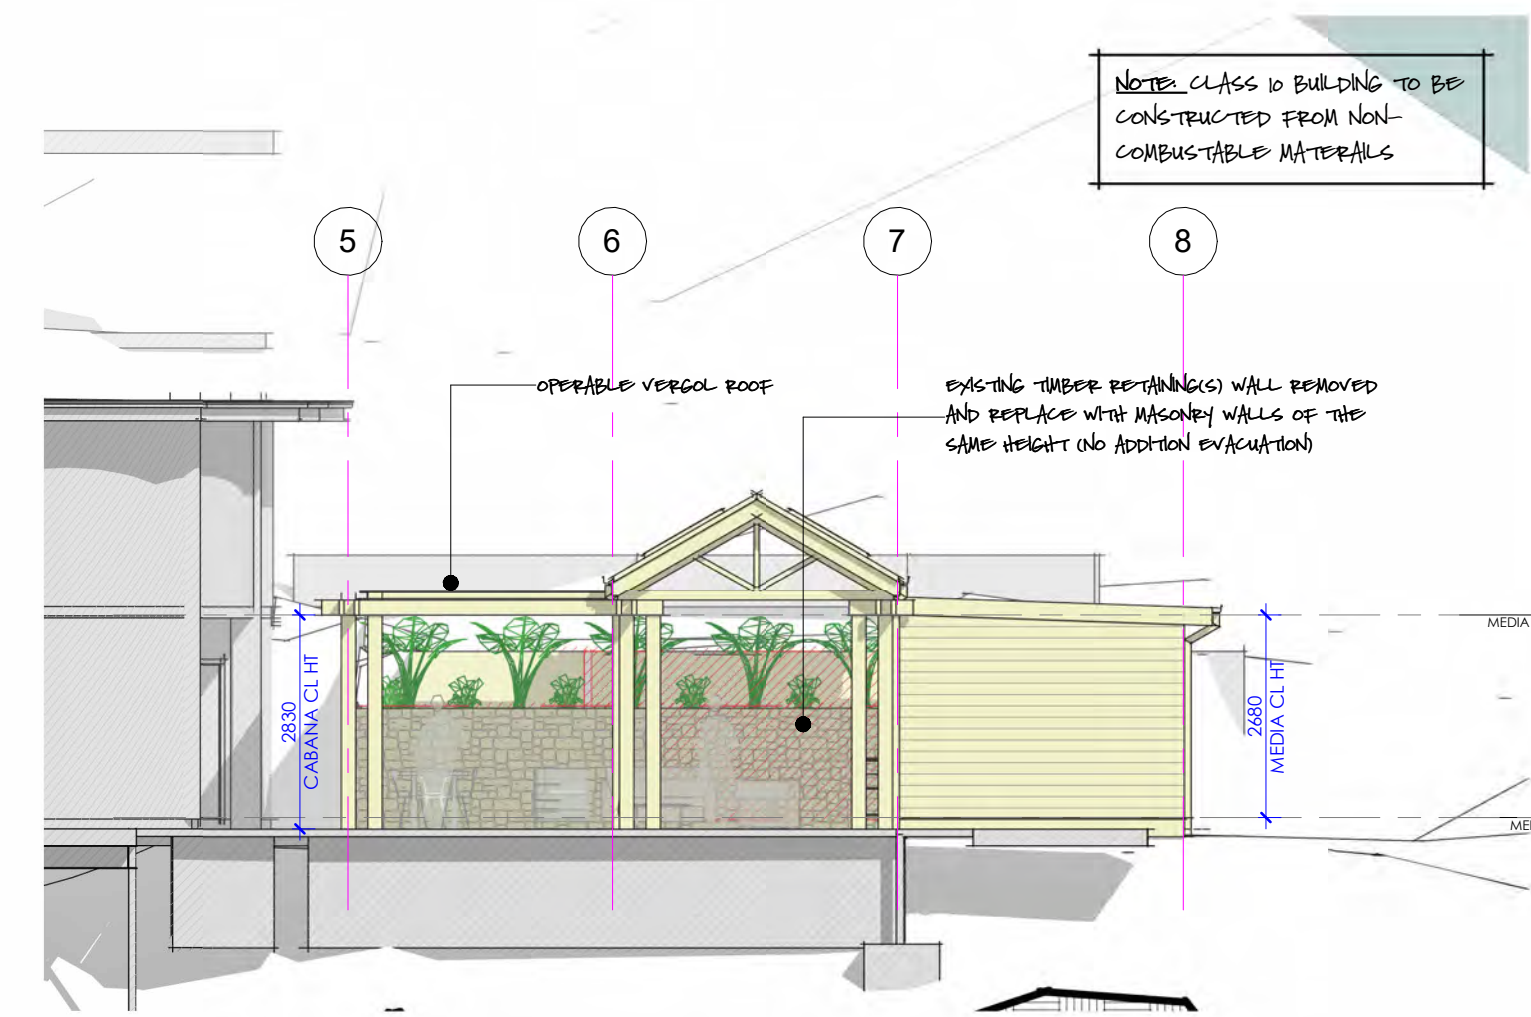 NOTE: CLASS 10 BUILDING TO BE
CONSTRUCTED FROM NON-
COMBUSTABLE MATERAILS
5
6
7
8
OPERABLE VERGOL ROOF
EXISTING TIMBER RETAINING(S) WALL REMOVED
AND REPLACE WITH MASONRY WALLS OF THE
SAME HEIGHT (NO ADDITION EVACUATION)
2830
CABANA CL HT
2680
MEDIA CL HT
MEDIA
ME